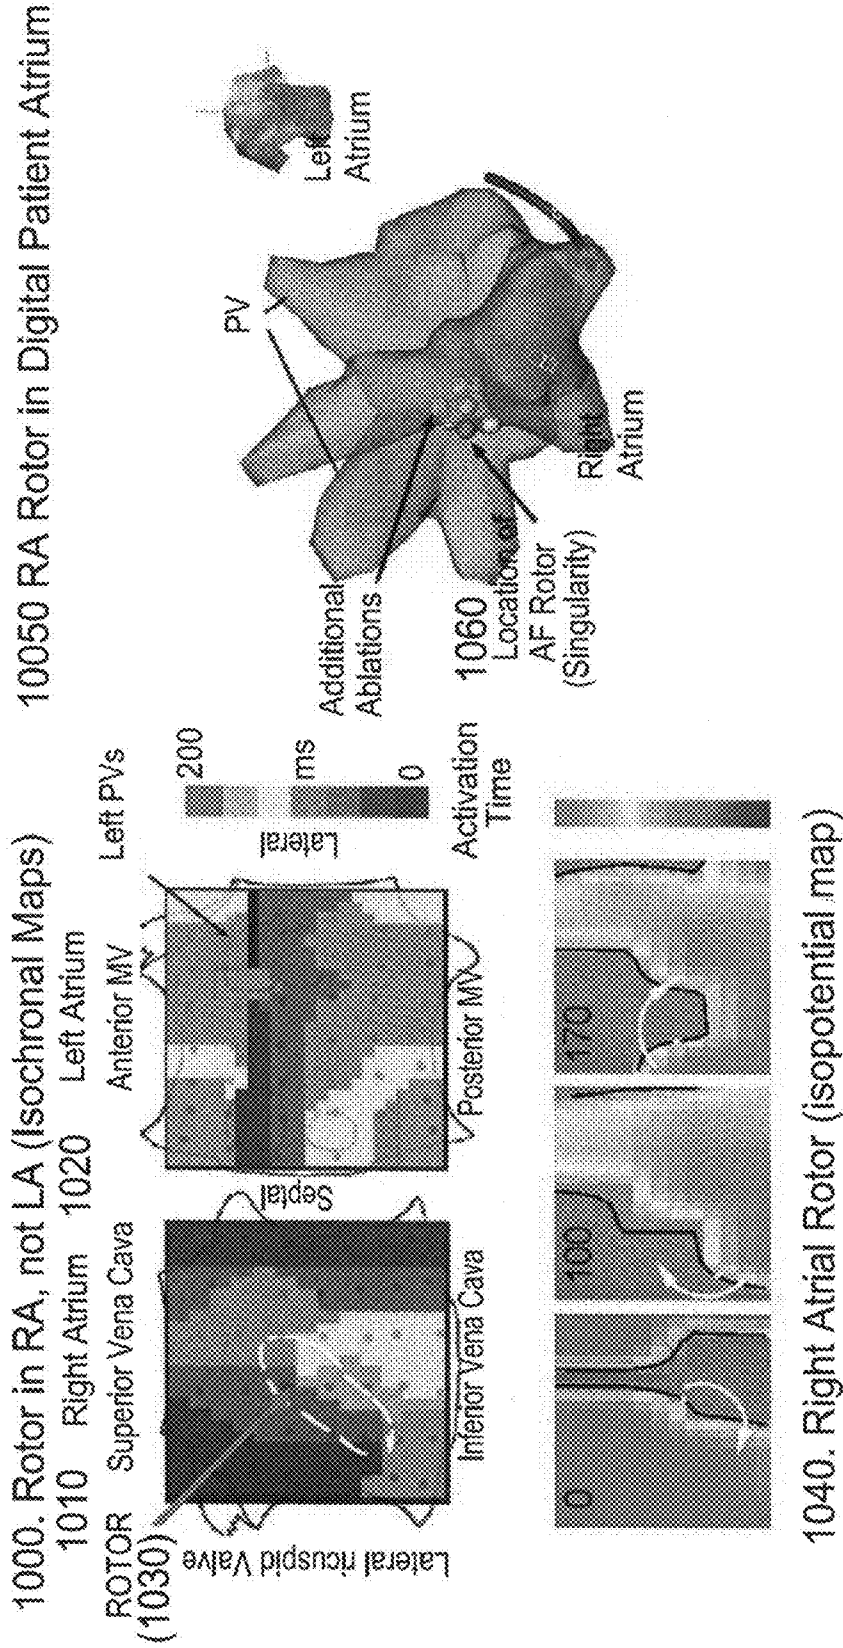 1000. Rotor in RA, not LA (Isochronal Maps)
1010 Right Atrium 1020 Left Atrium
ROTOR
(1030)
Superior Vena Cava
Anterior MV
Left PVs
Lateral ricuspid Valve
Septal
Lateral
Inferior Vena Cava
Posterior MV
200
ms
0
Activation
Time
0
100
170
1040. Right Atrial Rotor (isopotential map)
10050 RA Rotor in Digital Patient Atrium
PV
Left
Atrium
Additional
Ablations
1060
Location of
AF Rotor
(Singularity)
Right
Atrium